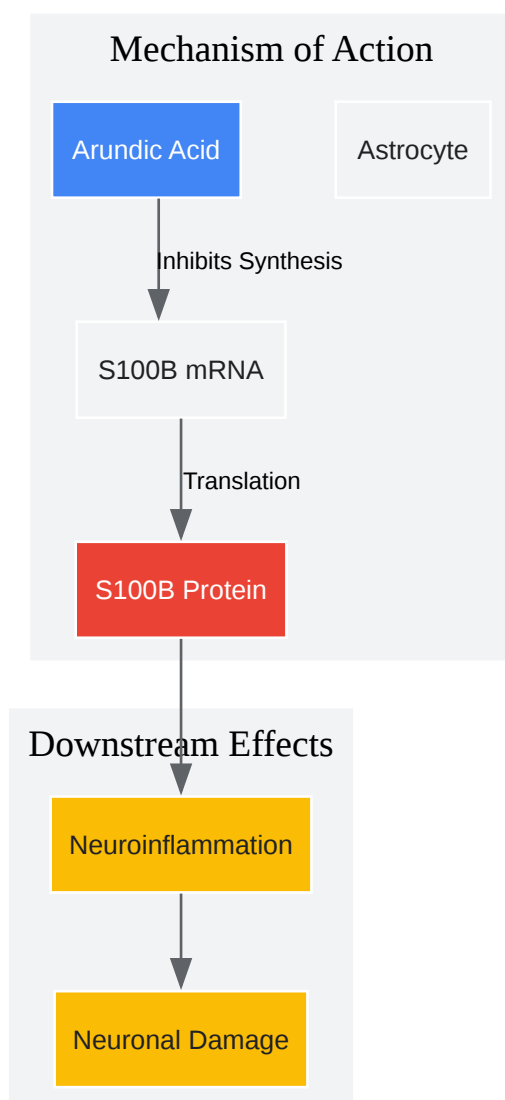 Mechanism of Action
Arundic Acid
Astrocyte
Inhibits Synthesis
S100B mRNA
Translation
S100B Protein
Downstream Effects
Neuroinflammation
Neuronal Damage